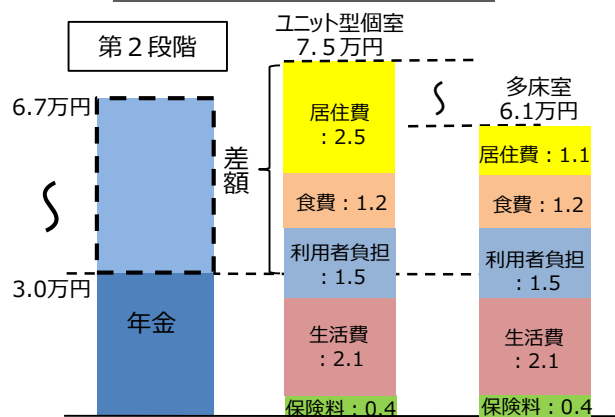 第２段階
ユニット型個室
７.５万円
多床室
6.1万円
6.7万円
～
～
差額
3.0万円
年金
居住費
：2.5
食費：1.2
利用者負担
：1.5
生活費
：2.1
保険料：0.4
居住費：1.1
食費：1.2
利用者負担
：1.5
生活費
：2.1
保険料：0.4